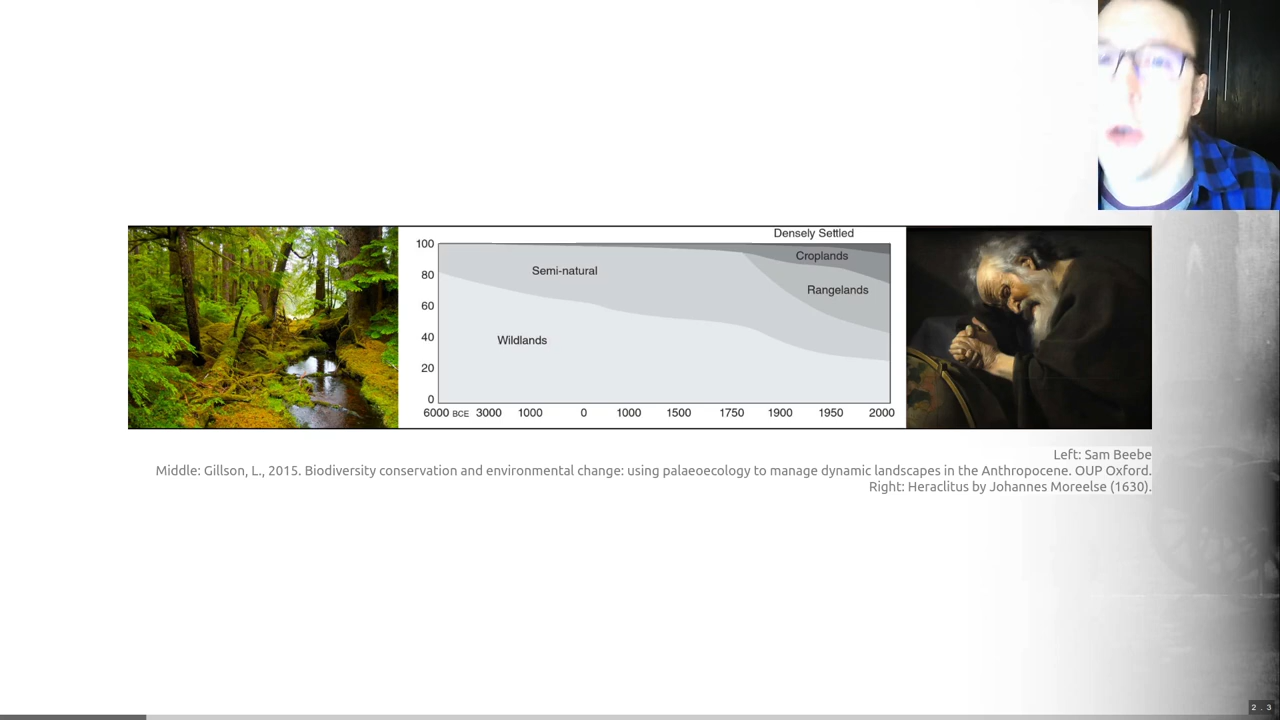 Densely Settled
100
Croplands
Semi-natural
80
Rangelands
60
Wildlands
40
20
0
6000 BCE 3000 1000 0 1000 1500 1750 1900 1950 2000
Left: Sam Beebe
Middle: Gillson, L., 2015. Biodiversity conservation and environmental change: using palaeoecology to manage dynamic landscapes in the Anthropocene. OUP Oxford.
Right: Heraclitus by Johannes Moreelse (1630).
2 . 3